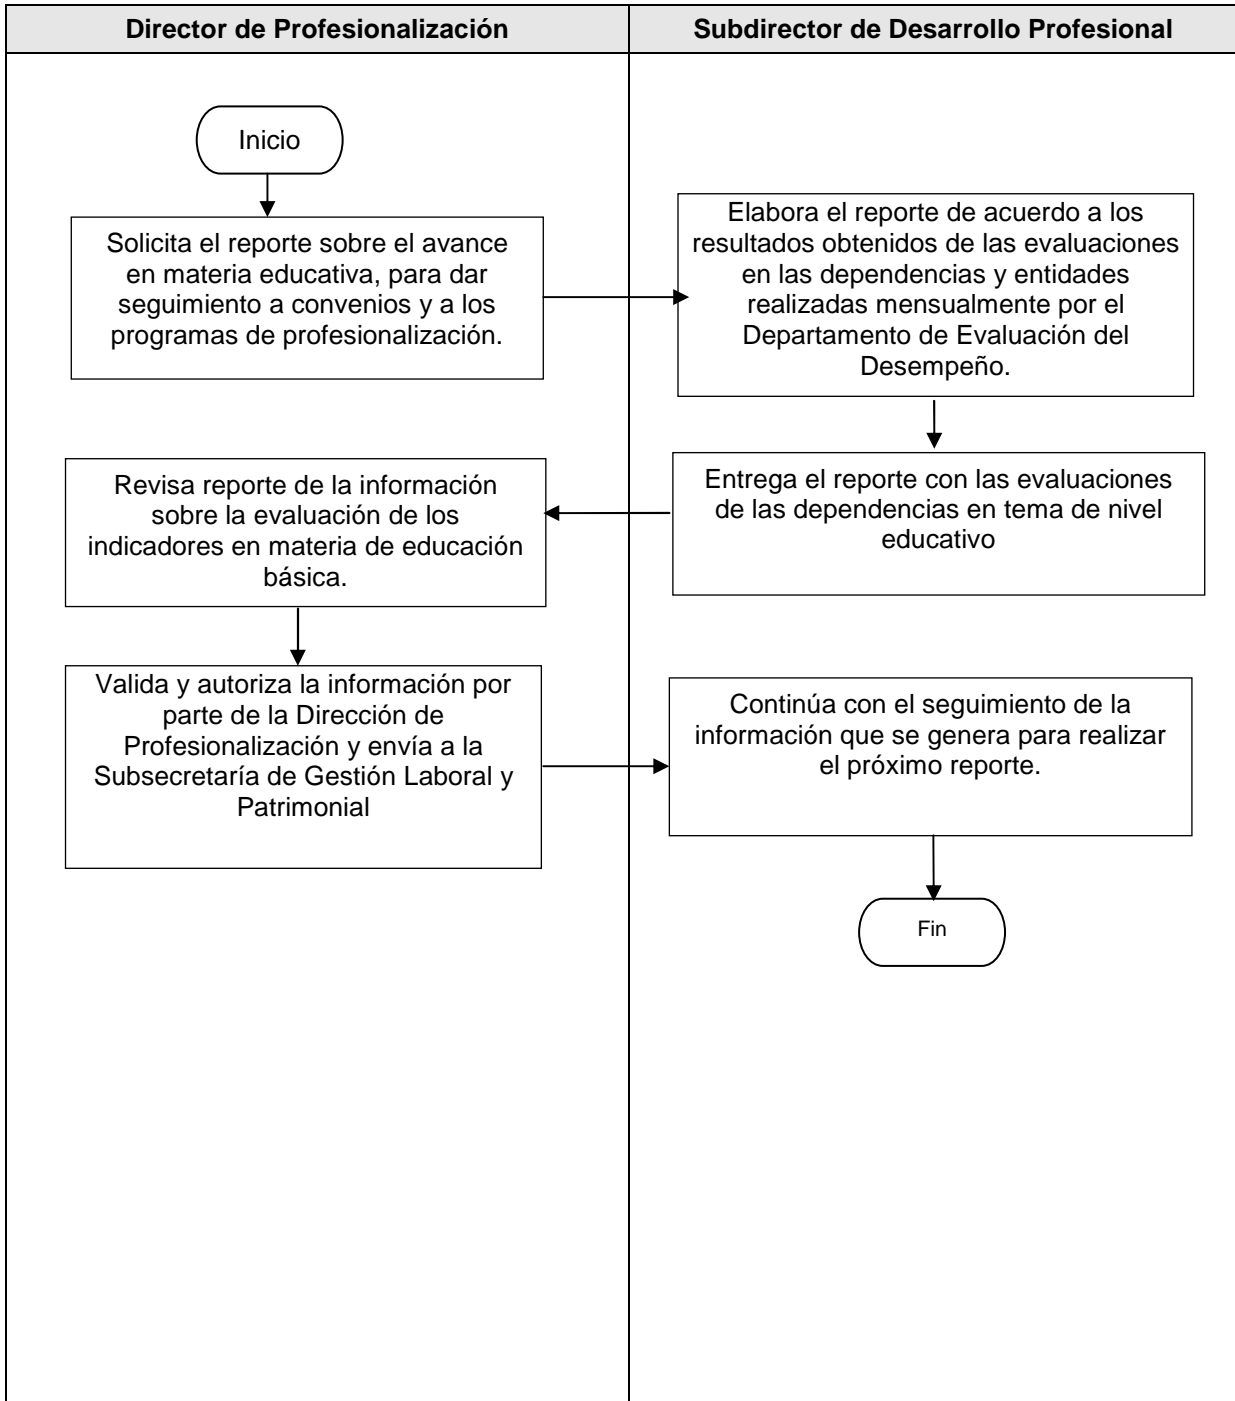 Director de Profesionalización
Subdirector de Desarrollo Profesional
Inicio
Solicita el reporte sobre el avance
en materia educativa, para dar
seguimiento a convenios y a los
programas de profesionalización.
Elabora el reporte de acuerdo a los
resultados obtenidos de las evaluaciones
en las dependencias y entidades
realizadas mensualmente por el
Departamento de Evaluación del
Desempeño.
Entrega el reporte con las evaluaciones
de las dependencias en tema de nivel
educativo
Revisa reporte de la información
sobre la evaluación de los
indicadores en materia de educación
básica.
Valida y autoriza la información por
parte de la Dirección de
Profesionalización y envía a la
Subsecretaría de Gestión Laboral y
Patrimonial
Continúa con el seguimiento de la
información que se genera para realizar
el próximo reporte.
Fin